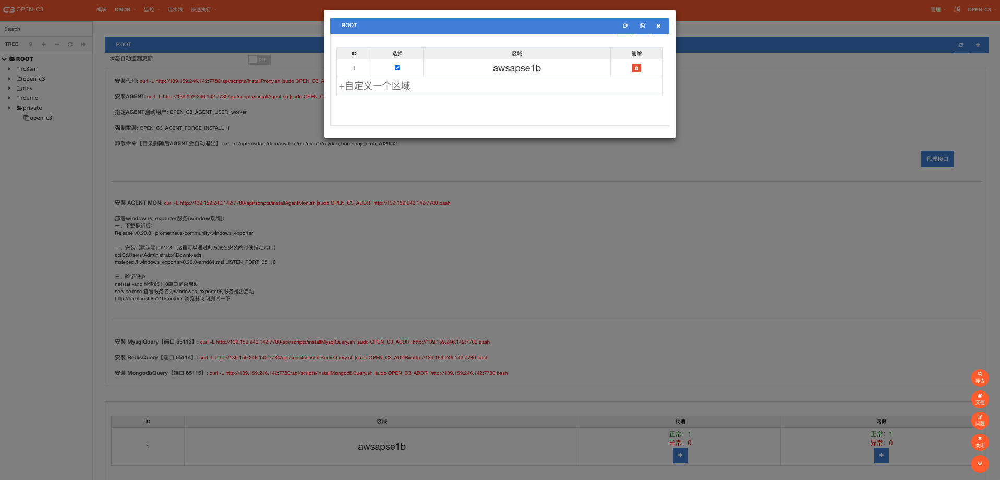 OPEN-C3
模块
CMDB
监控
流水线
快速执行
管理
OPEN-C3
Search
TREE
ROOT
c3sm
open-c3
dev
demo
private
open-c3
ROOT
ID 选择 区域 删除
1 awsapse1b
+自定义一个区域
ROOT
状态自动监测更新 OFF
安装代理: curl -L http://139.159.246.142:7780/api/scripts/installProxy.sh |sudo OPEN_C3_A
安装AGENT: curl -L http://139.159.246.142:7780/api/scripts/installAgent.sh |sudo OPEN_C3
指定AGENT启动用户: OPEN_C3_AGENT_USER=worker
强制重装: OPEN_C3_AGENT_FORCE_INSTALL=1
卸载命令【目录删除后AGENT会自动退出】: rm -rf /opt/mydan /data/mydan /etc/cron.d/mydan_bootstrap_cron_7d29f42
代理接口
安装 AGENT MON: curl -L http://139.159.246.142:7780/api/scripts/installAgentMon.sh |sudo OPEN_C3_ADDR=http://139.159.246.142:7780 bash
部署windowns_exporter服务(window系统):
一、下载最新版:
Release v0.20.0 · prometheus-community/windows_exporter
二、安装（默认端口9128，这里可以通过此方法在安装的时候指定端口）
cd C:\Users\Administrator\Downloads
msiexec /i windows_exporter-0.20.0-amd64.msi LISTEN_PORT=65110
三、验证服务
netstat -ano 检查65110端口是否启动
service.msc 查看服务名为windowns_exporter的服务是否启动
http://localhost:65110/metrics 浏览器访问测试一下
安装 MysqlQuery【端口 65113】: curl -L http://139.159.246.142:7780/api/scripts/installMysqlQuery.sh |sudo OPEN_C3_ADDR=http://139.159.246.142:7780 bash
安装 RedisQuery【端口 65114】: curl -L http://139.159.246.142:7780/api/scripts/installRedisQuery.sh |sudo OPEN_C3_ADDR=http://139.159.246.142:7780 bash
安装 MongodbQuery【端口 65115】: curl -L http://139.159.246.142:7780/api/scripts/installMongodbQuery.sh |sudo OPEN_C3_ADDR=http://139.159.246.142:7780 bash
ID 区域 代理 网段
1 awsapse1b
正常：1
异常：0
正常：1
异常：0
搜索
文档
问题
关闭